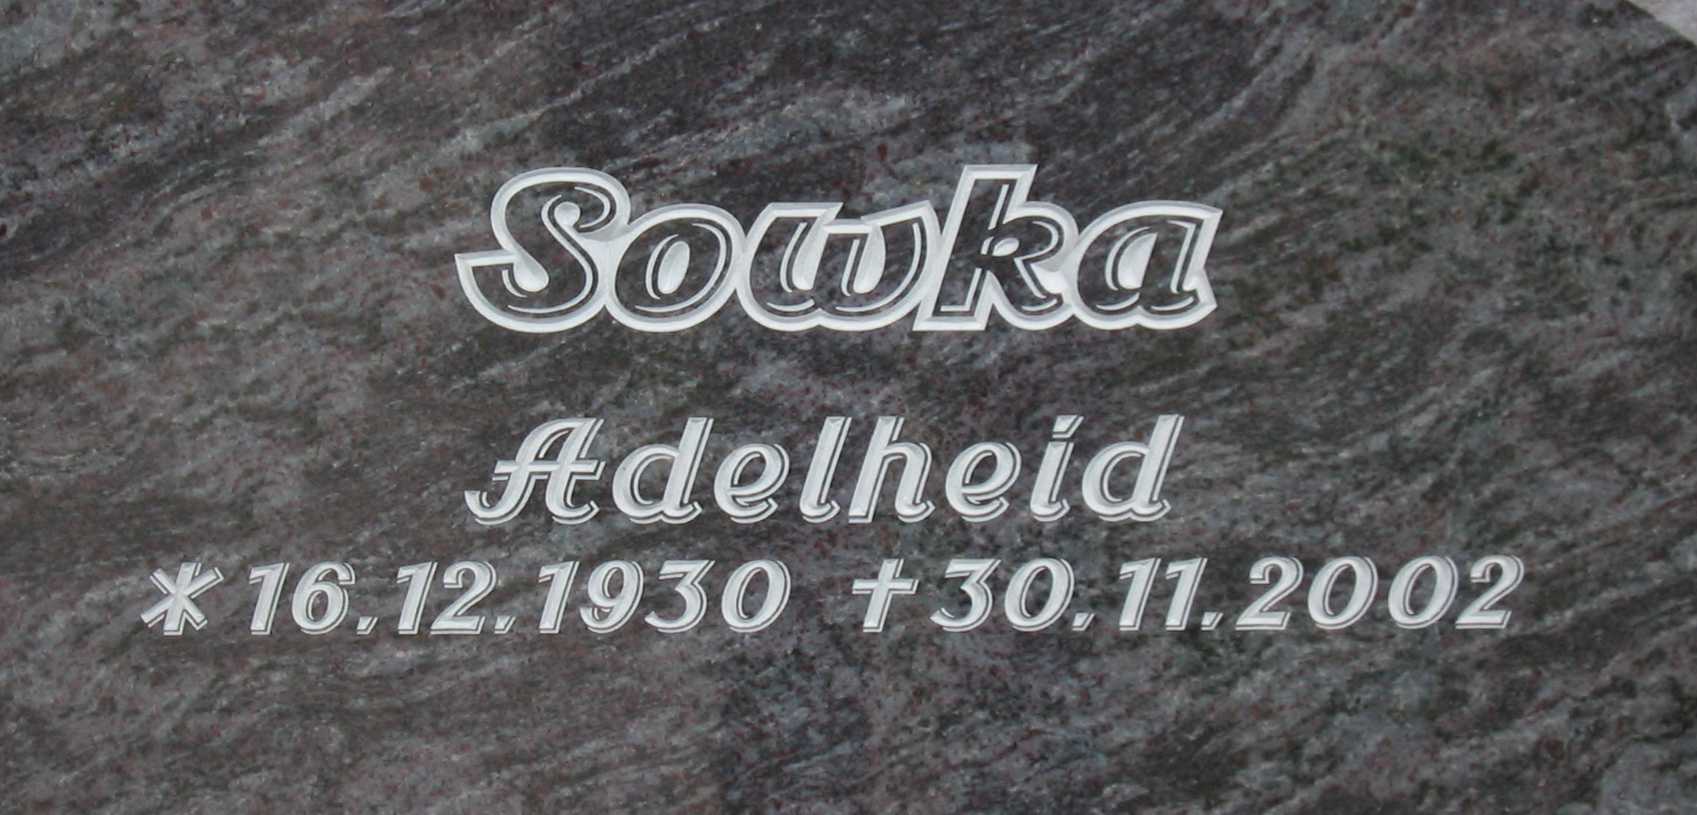 Sowka
Adelheid
* 16.12.1930 † 30.11.2002